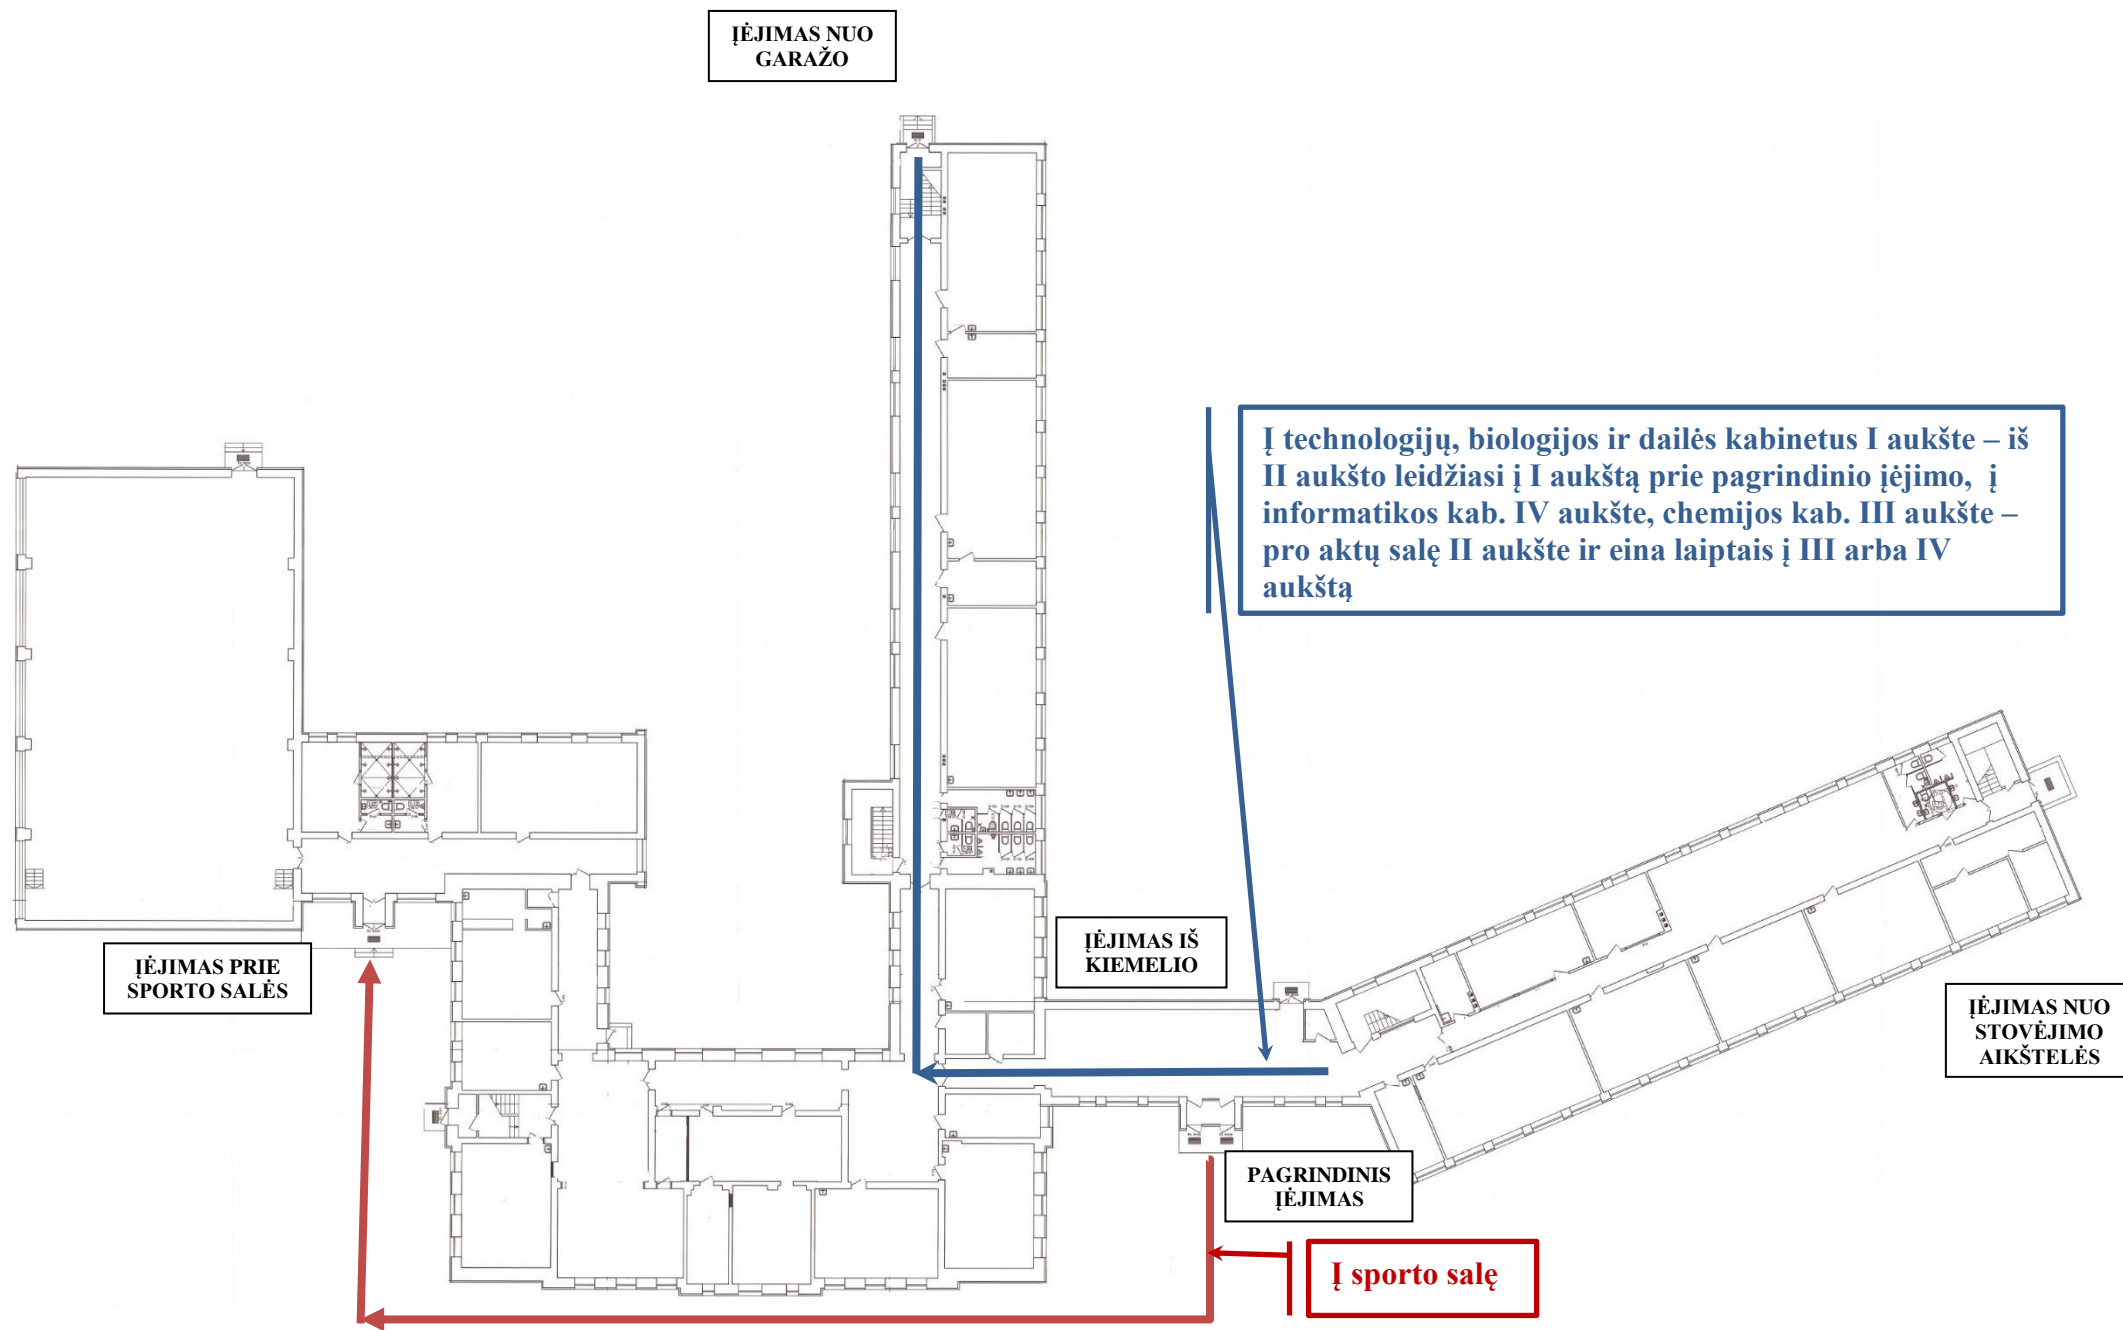 ĮĖJIMAS NUO
GARAŽO
Į technologijų, biologijos ir dailės kabinetus I aukšte – iš
II aukšto leidžiasi į I aukštą prie pagrindinio įėjimo, į
informatikos kab. IV aukšte, chemijos kab. III aukšte –
pro aktų salę II aukšte ir eina laiptais į III arba IV
aukštą
ĮĖJIMAS IŠ
KIEMELIO
ĮĖJIMAS PRIE
SPORTO SALĖS
ĮĖJIMAS NUO
STOVĖJIMO
AIKŠTELĖS
PAGRINDINIS
ĮĖJIMAS
Į sporto salę